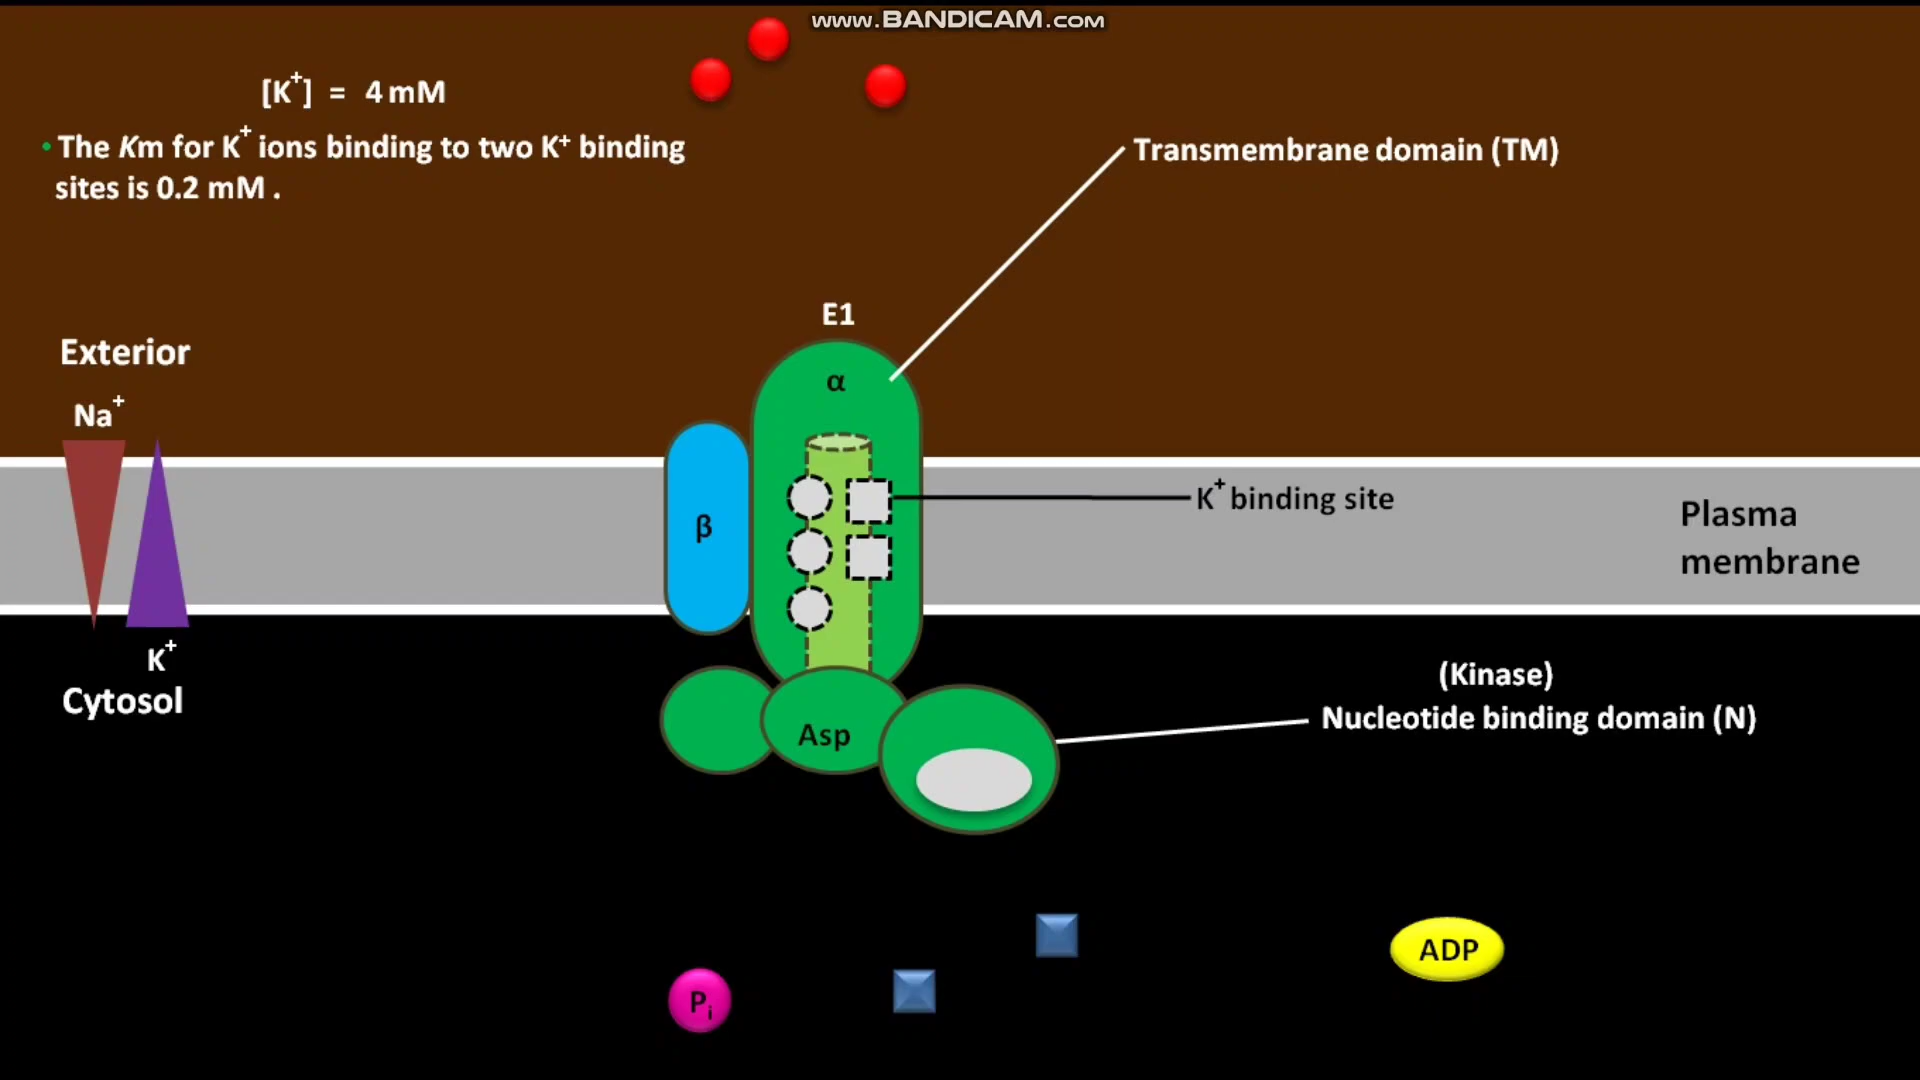 www.BANDICAM.com
[K+] = 4 mM
• The Km for K+ ions binding to two K+ binding
sites is 0.2 mM .
Transmembrane domain (TM)
E1
Exterior
α
Na+
K+ binding site
Plasma
membrane
β
K+
Cytosol
(Kinase)
Nucleotide binding domain (N)
Asp
ADP
Pi